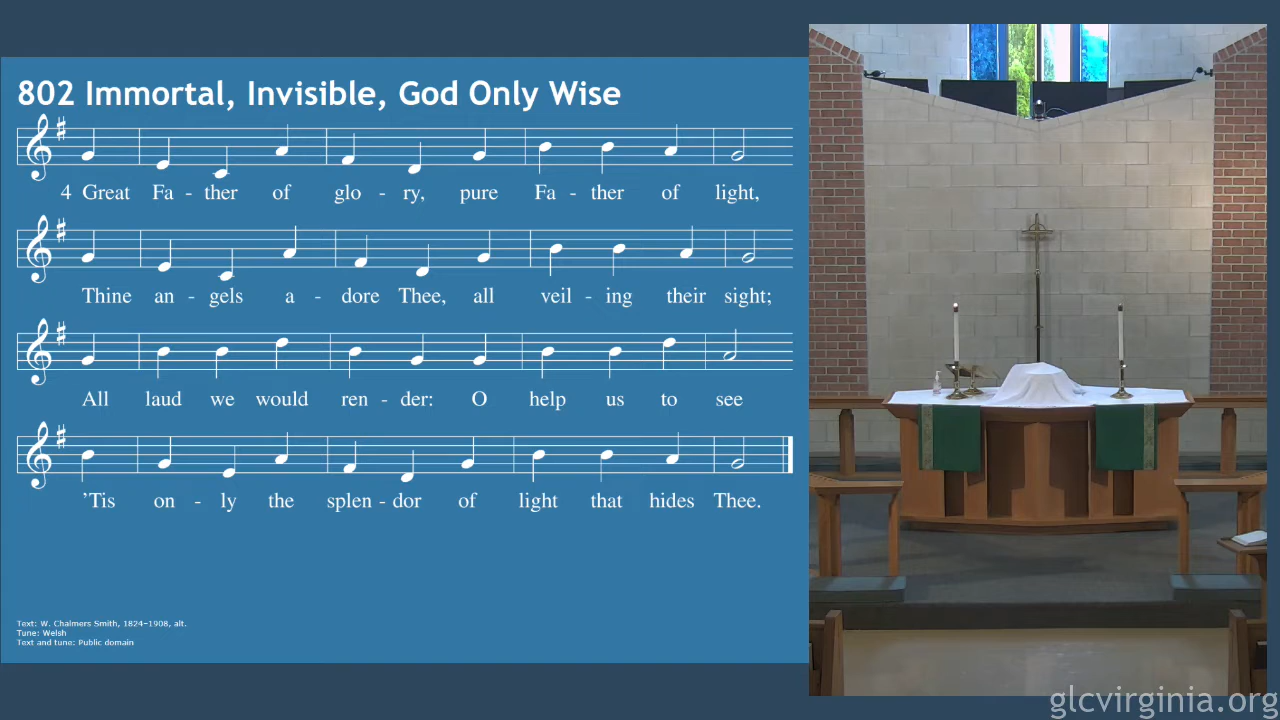 802 Immortal, Invisible, God Only Wise
4 Great Fa - ther of glo - ry, pure Fa - ther of light,
Thine an - gels a - dore Thee, all veil - ing their sight;
All laud we would ren - der: O help us to see
’Tis on - ly the splen - dor of light that hides Thee.
Text: W. Chalmers Smith, 1824–1908, alt.
Tune: Welsh
Text and tune: Public domain
glcvirginia.org